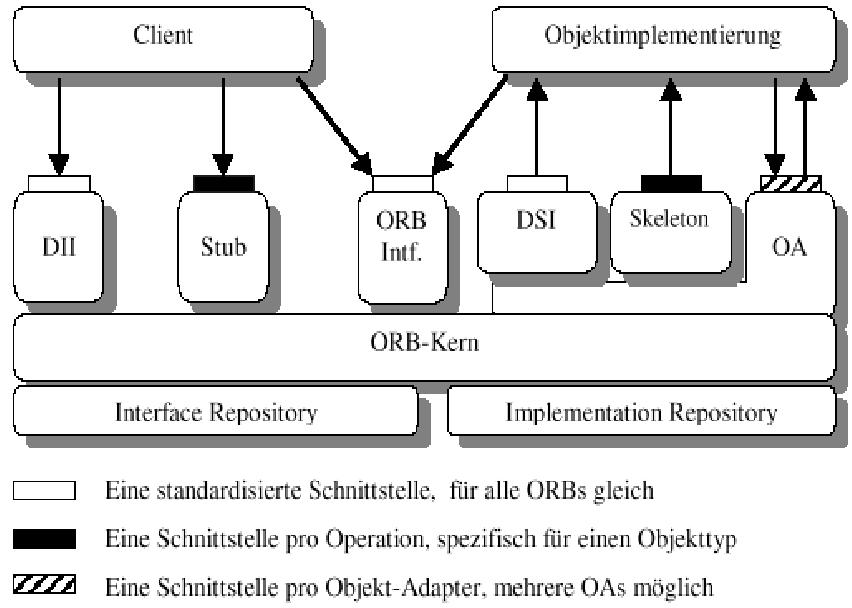 Client
Objektimplementierung
DII
Stub
ORB
Intf.
DSI
Skeleton
OA
ORB-Kern
Interface Repository
Implementation Repository
Eine standardisierte Schnittstelle, für alle ORBs gleich
Eine Schnittstelle pro Operation, spezifisch für einen Objekttyp
Eine Schnittstelle pro Objekt-Adapter, mehrere OAs möglich